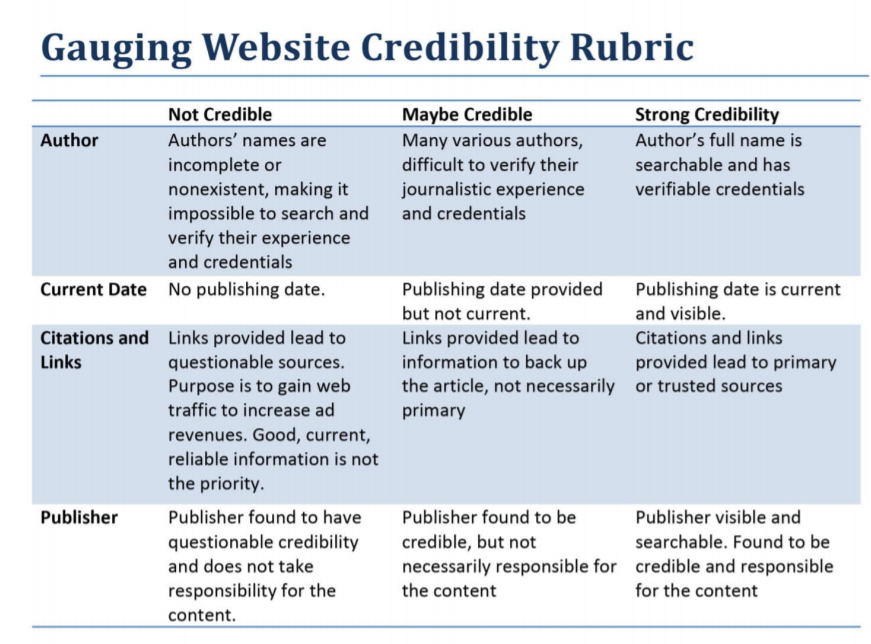 Gauging Website Credibility Rubric
Not Credible Maybe Credible Strong Credibility
Author
Authors' names are
incomplete or
nonexistent, making it
impossible to search and
verify their experience
and credentials
Many various authors,
difficult to verify their
journalistic experience
and credentials
Author's full name is
searchable and has
verifiable credentials
Current Date
No publishing date.
Publishing date provided
but not current.
Publishing date is current
and visible.
Citations and
Links
Links provided lead to
questionable sources.
Purpose is to gain web
traffic to increase ad
revenues. Good, current,
reliable information is not
the priority.
Links provided lead to
information to back up
the article, not necessarily
primary
Citations and links
provided lead to primary
or trusted sources
Publisher
Publisher found to have
questionable credibility
and does not take
responsibility for the
content.
Publisher found to be
credible, but not
necessarily responsible for
the content
Publisher visible and
searchable. Found to be
credible and responsible
for the content